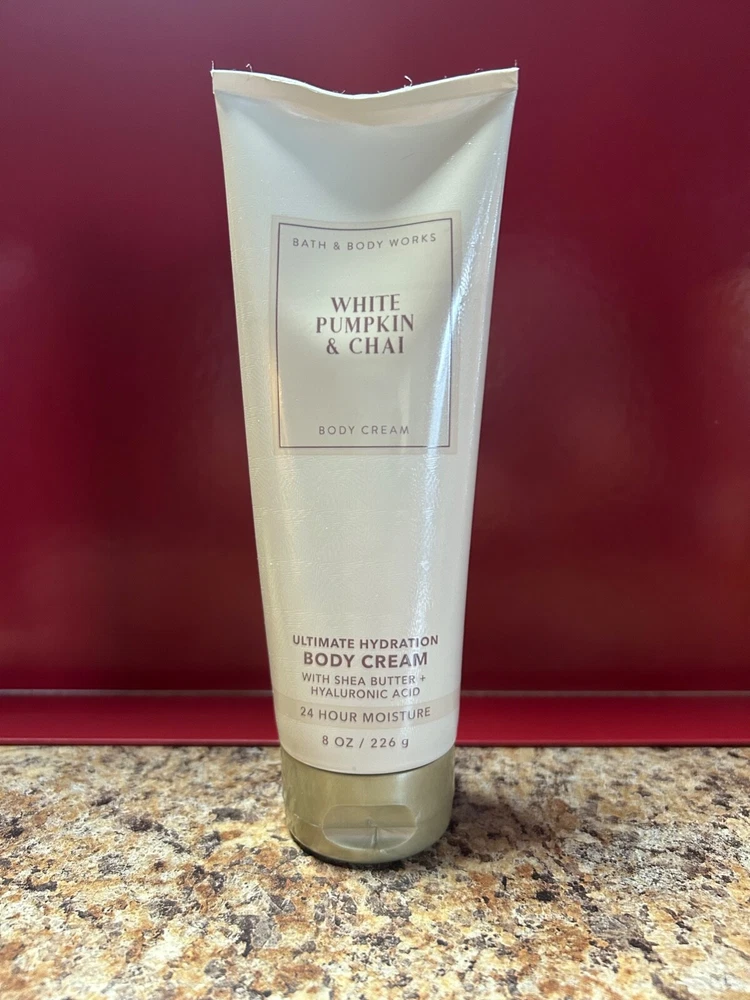 BATH & BODY WORKS
WHITE
PUMPKIN
& CHAI
BODY CREAM
ULTIMATE HYDRATION
BODY CREAM
WITH SHEA BUTTER +
HYALURONIC ACID
24 HOUR MOISTURE
8 OZ / 226 g